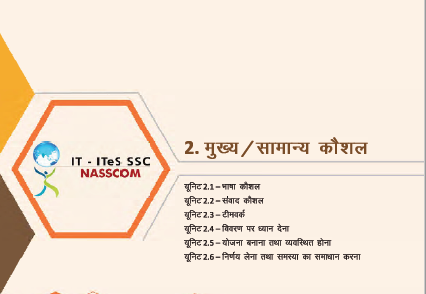 IT - ITeS SSC
NASSCOM
2. मुख्य/सामान्य कौशल
यूनिट 2.1 – भाषा कौशल
यूनिट 2.2 – संवाद कौशल
यूनिट 2.3 – टीमवर्क
यूनिट 2.4 – विवरण पर ध्यान देना
यूनिट 2.5 – योजना बनाना तथा व्यवस्थित होना
यूनिट 2.6 – निर्णय लेना तथा समस्या का समाधान करना